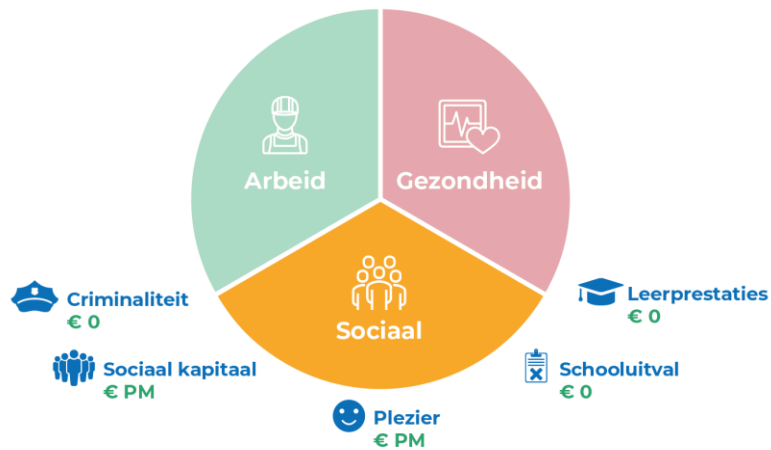 Arbeid
Gezondheid
Sociaal
Criminaliteit
€ 0
Leerprestaties
€ 0
Sociaal kapitaal
€ PM
Schooluitval
€ 0
Plezier
€ PM